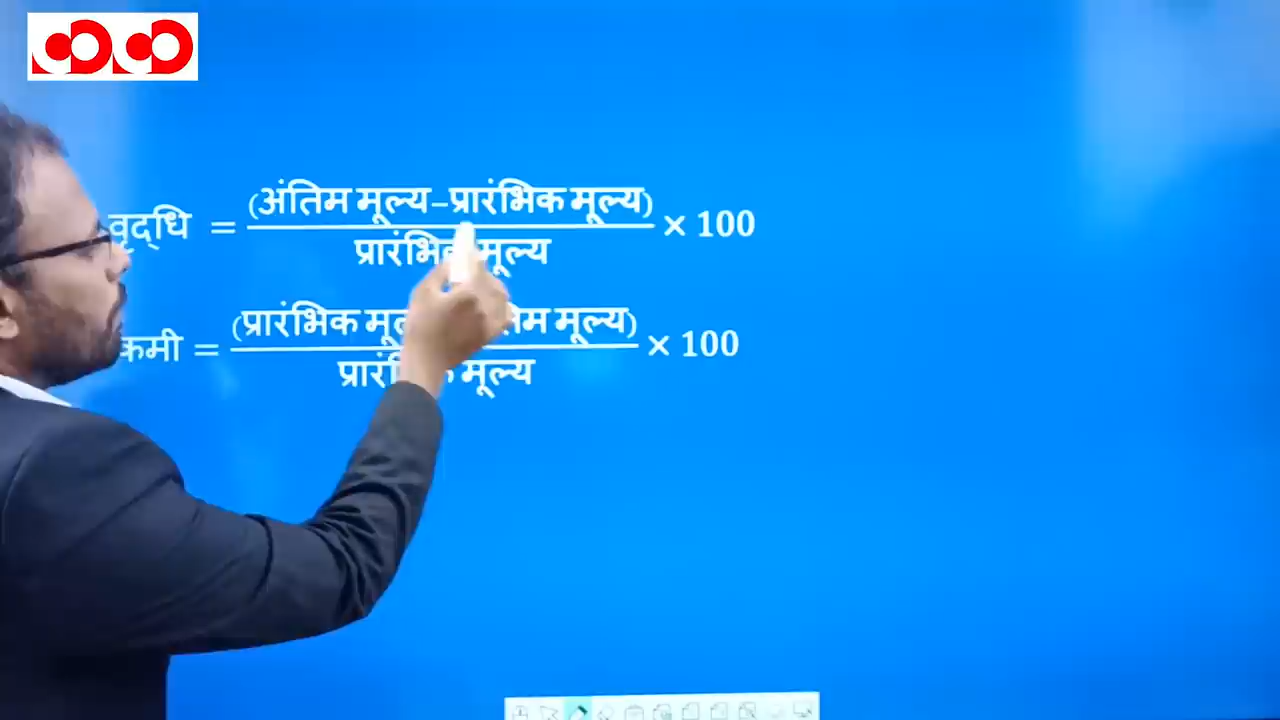 वृद्धि = (अंतिम मूल्य–प्रारंभिक मूल्य) / प्रारंभिक मूल्य × 100
कमी = (प्रारंभिक मूल्य अंतिम मूल्य) / प्रारंभिक मूल्य × 100